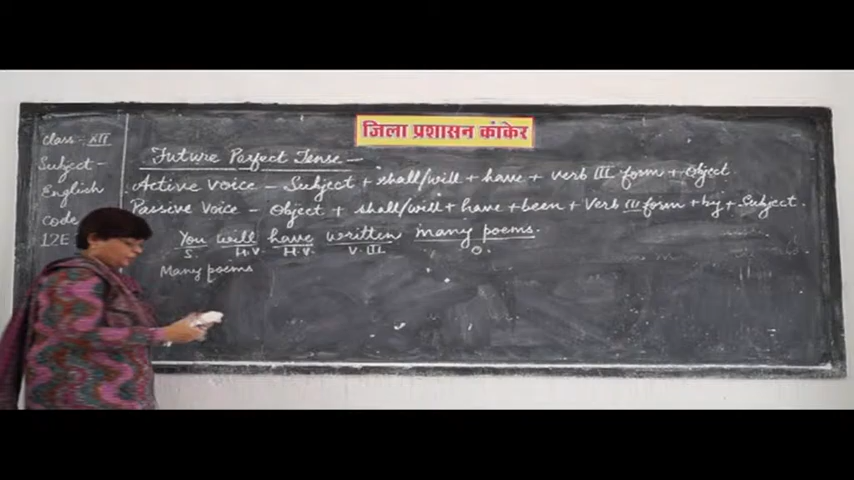 जिला प्रशासन कांकेर
class - XII
Subject -
English
code
12E
Future Perfect Tense -
Active Voice - Subject + shall/will + have + verb III form + Object
Passive Voice - Object + shall/will + have + been + Verb III form + by + Subject.
You will have written many poems.
S. H.V. H.V. V.III O.
Many poems